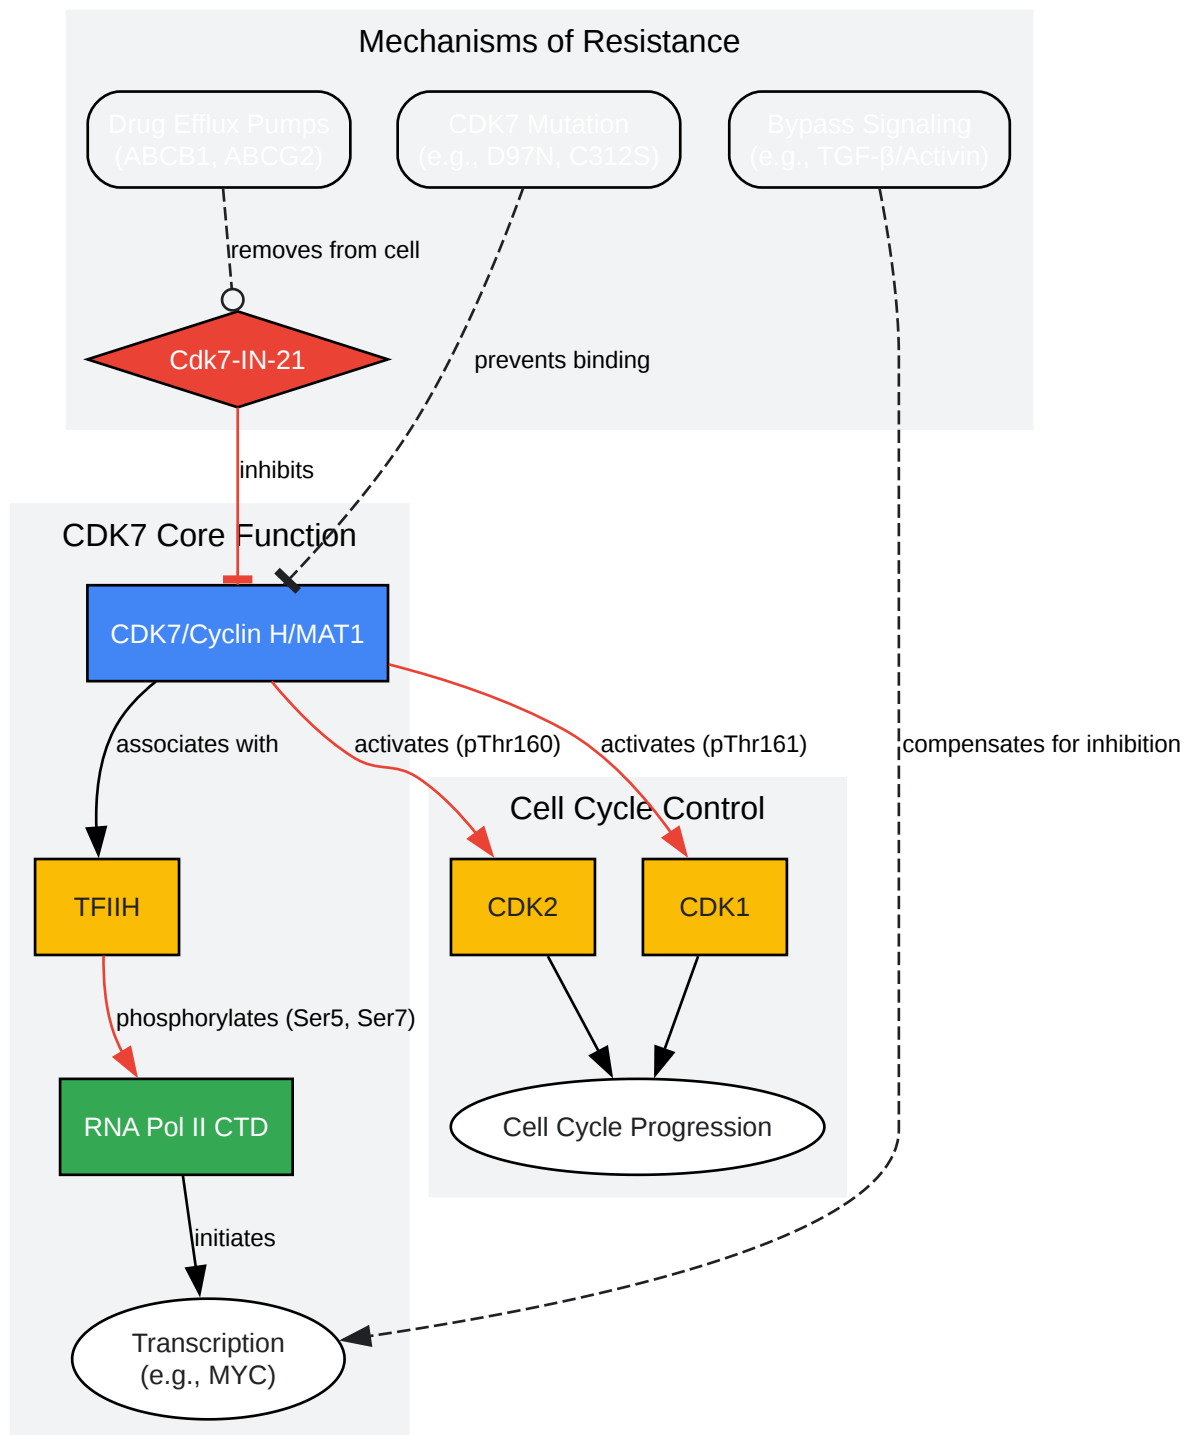 Mechanisms of Resistance
Drug Efflux Pumps
(ABCB1, ABCG2)
CDK7 Mutation
(e.g., D97N, C312S)
Bypass Signaling
(e.g., TGF-β/Activin)
removes from cell
Cdk7-IN-21
prevents binding
inhibits
CDK7 Core Function
CDK7/Cyclin H/MAT1
associates with
activates (pThr160)
activates (pThr161)
compensates for inhibition
Cell Cycle Control
TFIIH
CDK2
CDK1
phosphorylates (Ser5, Ser7)
RNA Pol II CTD
Cell Cycle Progression
initiates
Transcription
(e.g., MYC)